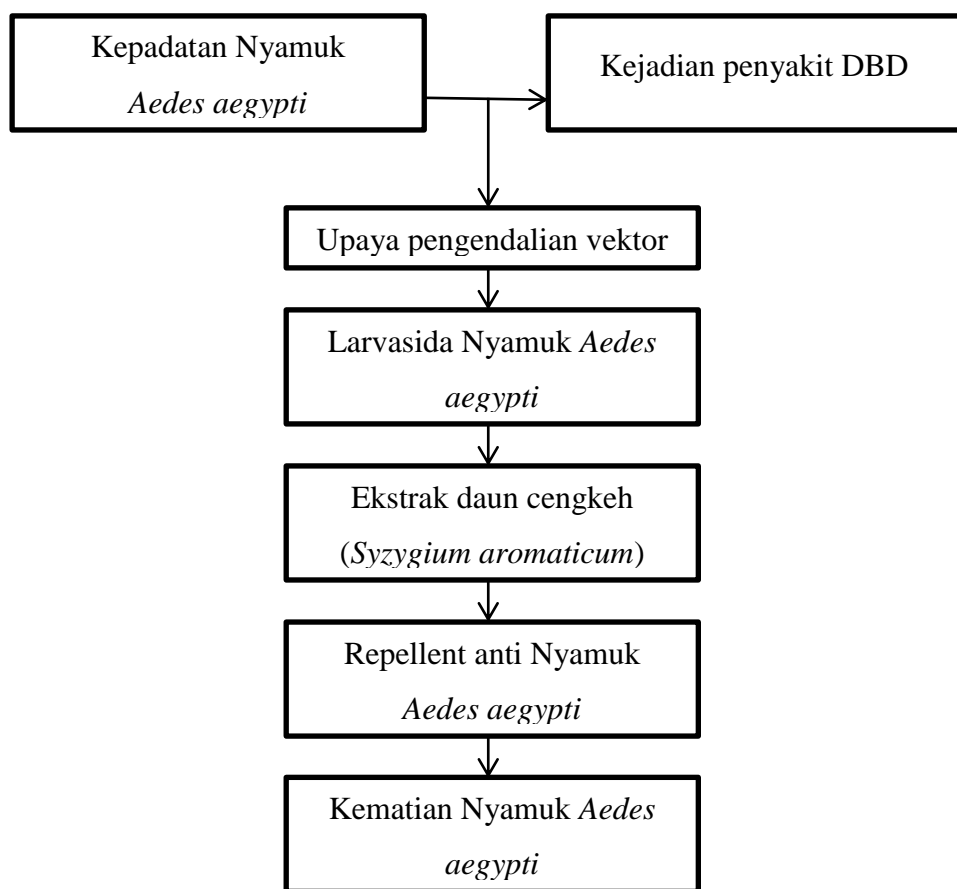 Kepadatan Nyamuk
Aedes aegypti
Kejadian penyakit DBD
Upaya pengendalian vektor
Larvasida Nyamuk Aedes
aegypti
Ekstrak daun cengkeh
(Syzygium aromaticum)
Repellent anti Nyamuk
Aedes aegypti
Kematian Nyamuk Aedes
aegypti